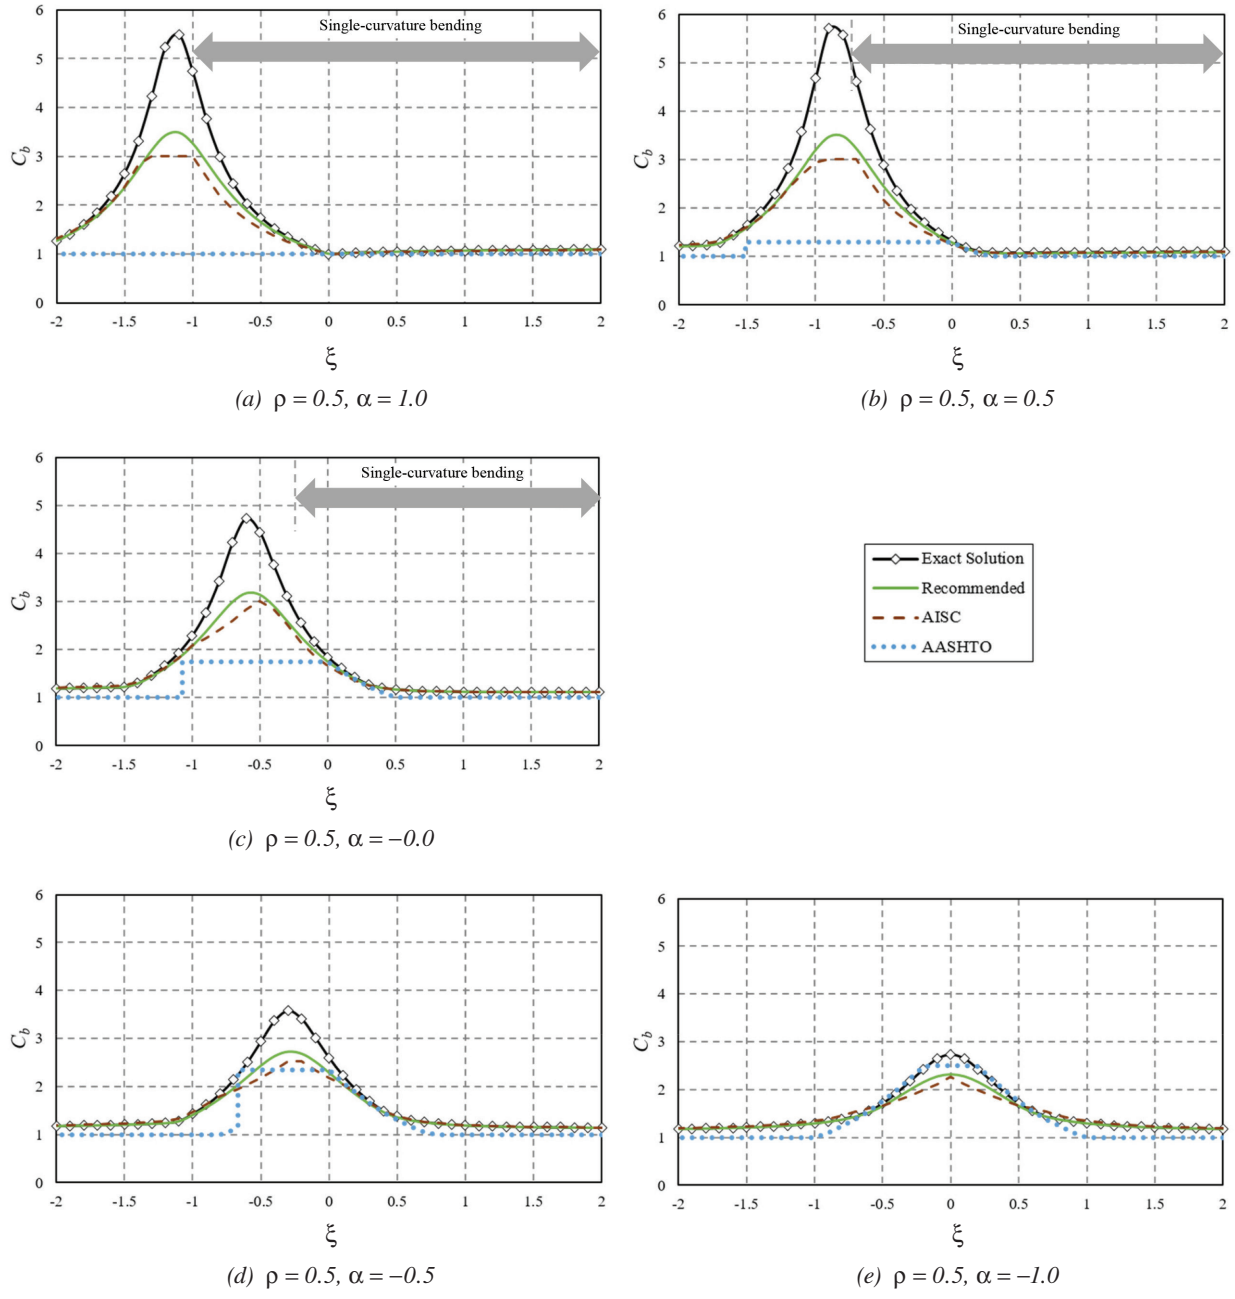 C_b
6
5
4
3
2
1
0
Single-curvature bending
-2 -1.5 -1 -0.5 0 0.5 1 1.5 2
ξ
(a) ρ = 0.5, α = 1.0
C_b
6
5
4
3
2
1
0
Single-curvature bending
-2 -1.5 -1 -0.5 0 0.5 1 1.5 2
ξ
(b) ρ = 0.5, α = 0.5
C_b
6
5
4
3
2
1
0
Single-curvature bending
-2 -1.5 -1 -0.5 0 0.5 1 1.5 2
ξ
(c) ρ = 0.5, α = −0.0
Exact Solution
Recommended
AISC
AASHTO
C_b
6
5
4
3
2
1
0
-2 -1.5 -1 -0.5 0 0.5 1 1.5 2
ξ
(d) ρ = 0.5, α = −0.5
C_b
6
5
4
3
2
1
0
-2 -1.5 -1 -0.5 0 0.5 1 1.5 2
ξ
(e) ρ = 0.5, α = −1.0